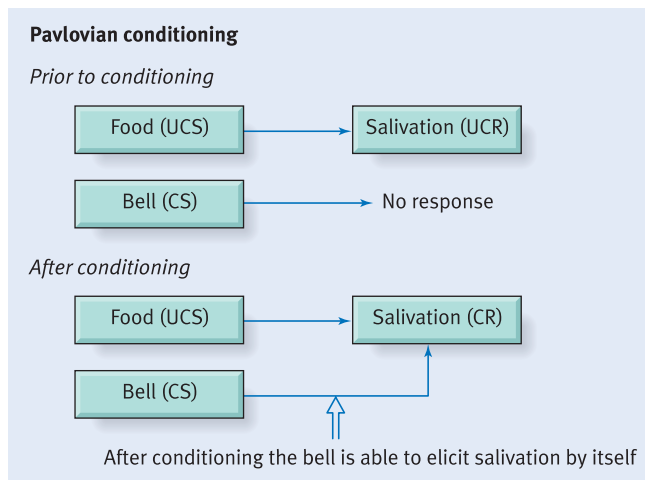 Pavlovian conditioning
Prior to conditioning
Food (UCS)
Salivation (UCR)
Bell (CS)
No response
After conditioning
Food (UCS)
Salivation (CR)
Bell (CS)
After conditioning the bell is able to elicit salivation by itself